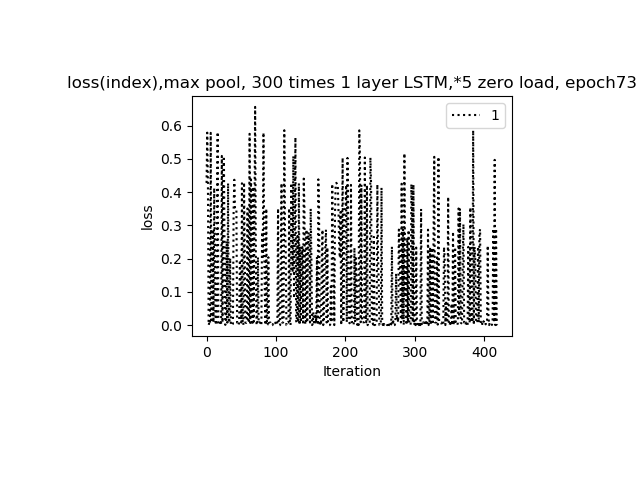 loss(index),max pool, 300 times 1 layer LSTM,*5 zero load, epoch73
1
0.6
0.5
0.4
0.3
0.2
0.1
0.0
loss
0 100 200 300 400
Iteration